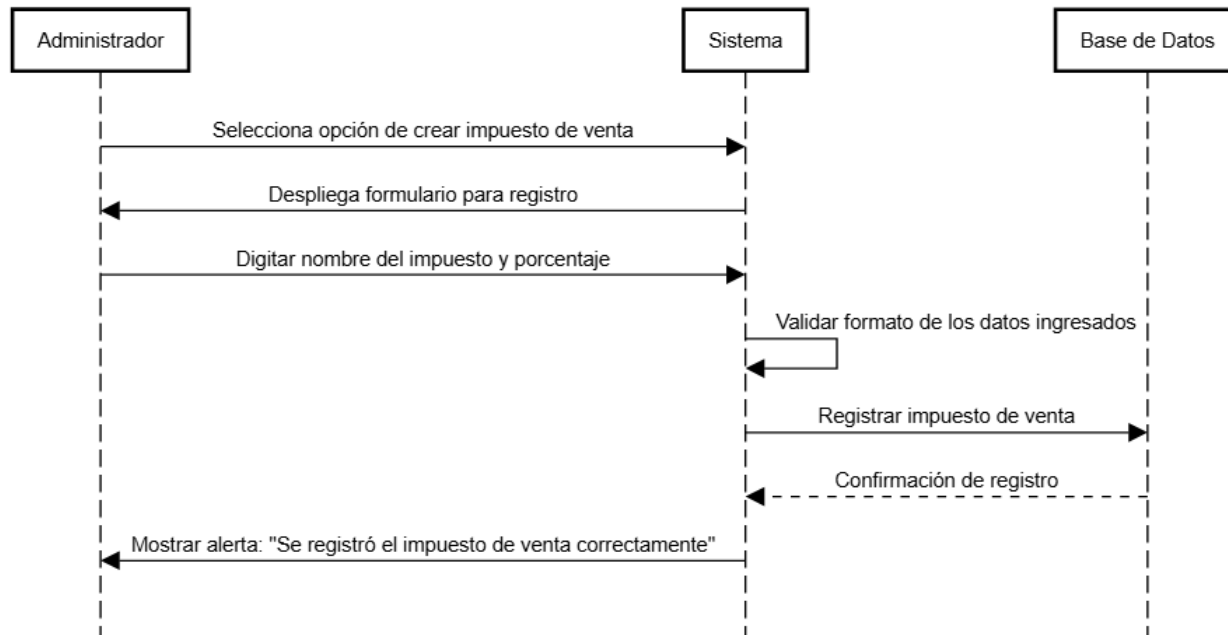 Administrador
Sistema
Base de Datos
Selecciona opción de crear impuesto de venta
Despliega formulario para registro
Digitar nombre del impuesto y porcentaje
Validar formato de los datos ingresados
Registrar impuesto de venta
Confirmación de registro
Mostrar alerta: "Se registró el impuesto de venta correctamente"